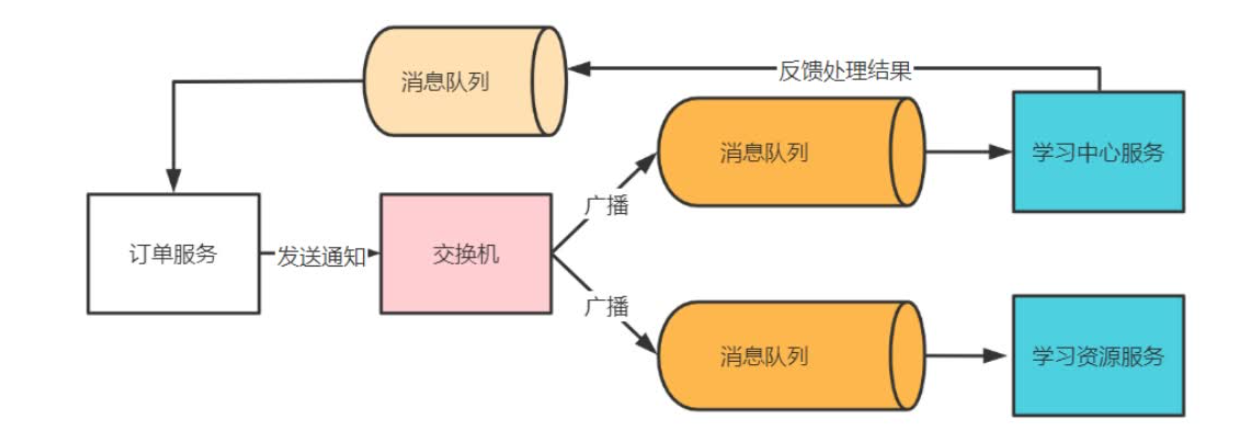 反馈处理结果
消息队列
消息队列
学习中心服务
广播
订单服务
发送通知
交换机
广播
消息队列
学习资源服务